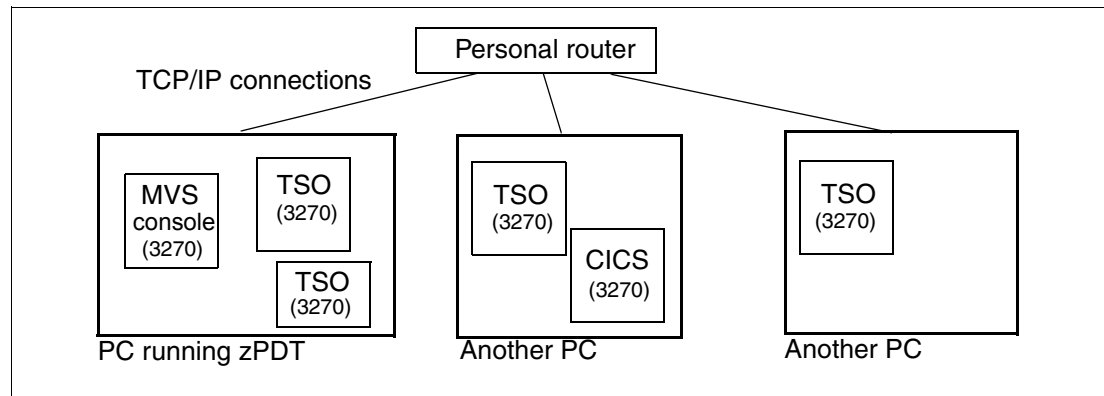 Personal router
TCP/IP connections
MVS
console
(3270)
TSO
(3270)
TSO
(3270)
PC running zPDT
TSO
(3270)
CICS
(3270)
Another PC
TSO
(3270)
Another PC